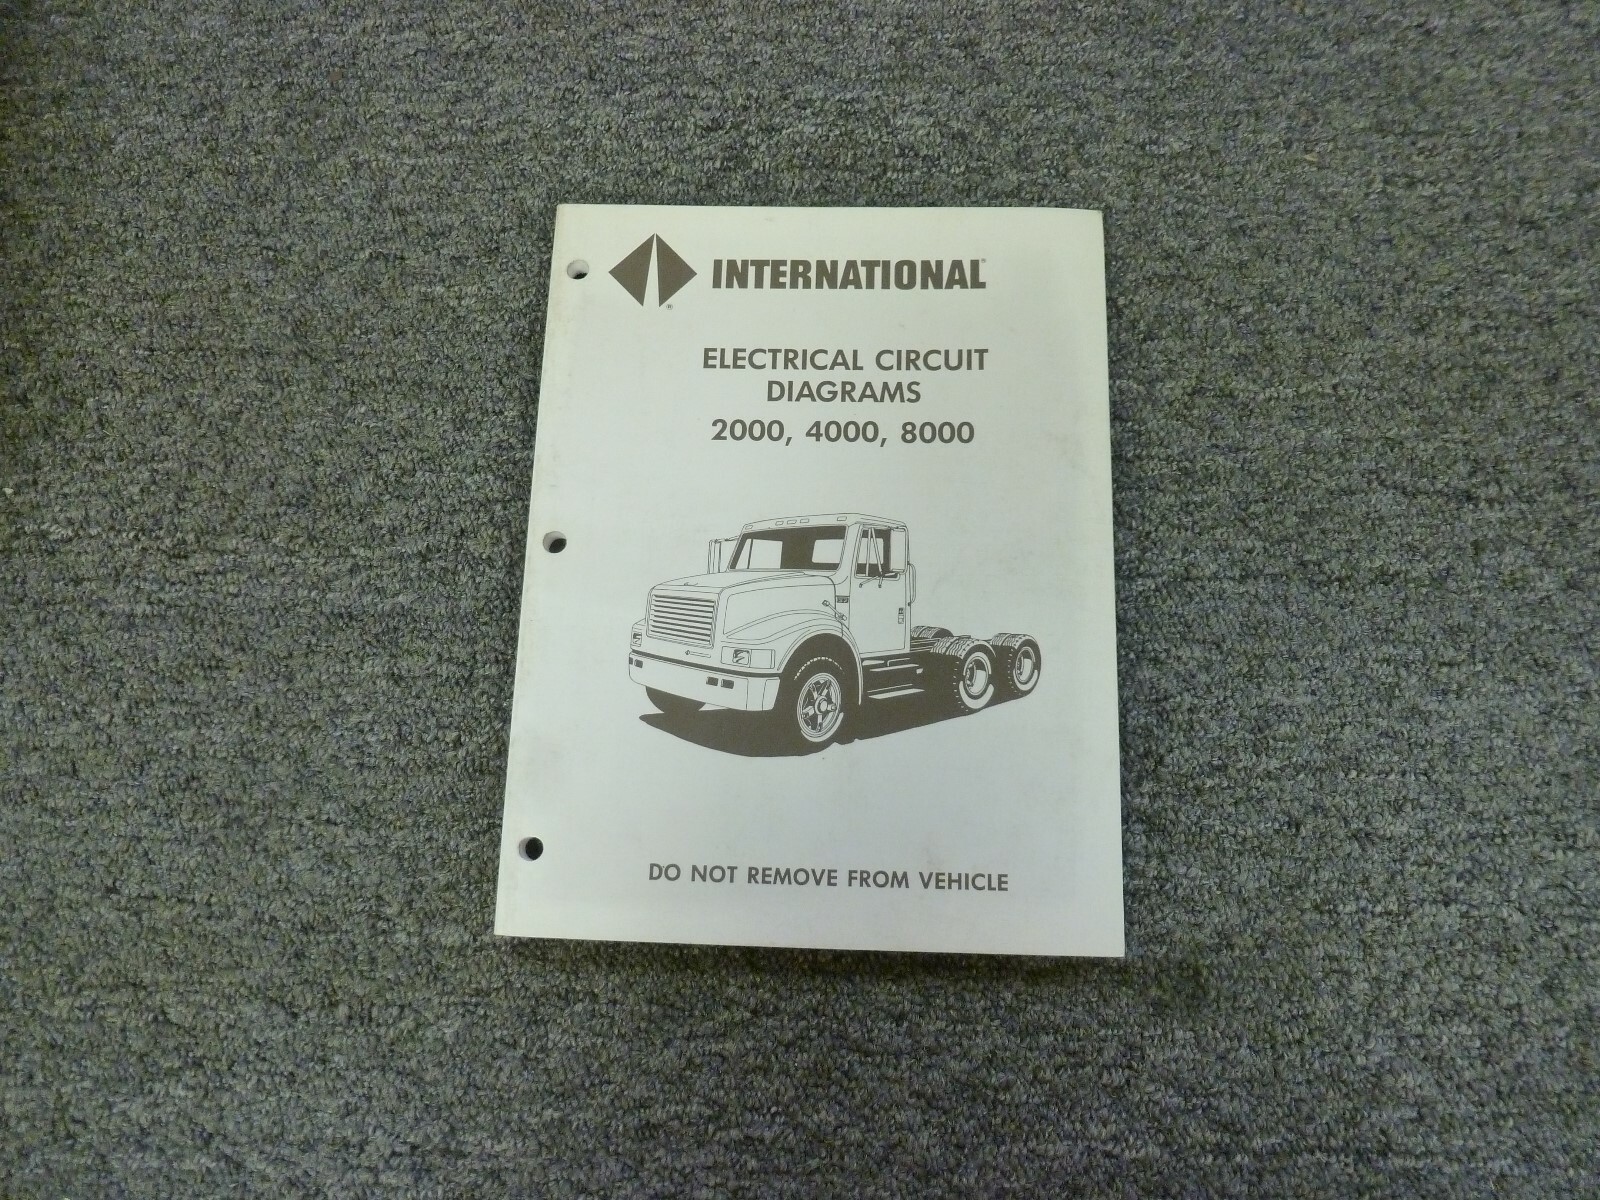 INTERNATIONAL®
ELECTRICAL CIRCUIT
DIAGRAMS
2000, 4000, 8000
DO NOT REMOVE FROM VEHICLE